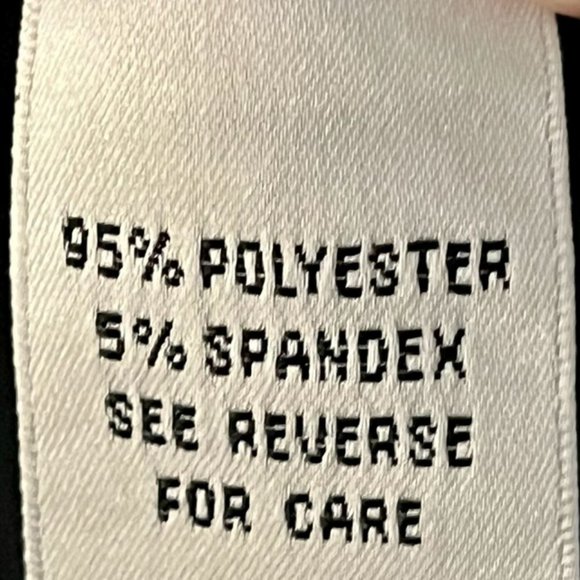 95% POLYESTER
5% SPANDEX
SEE REVERSE
FOR CARE